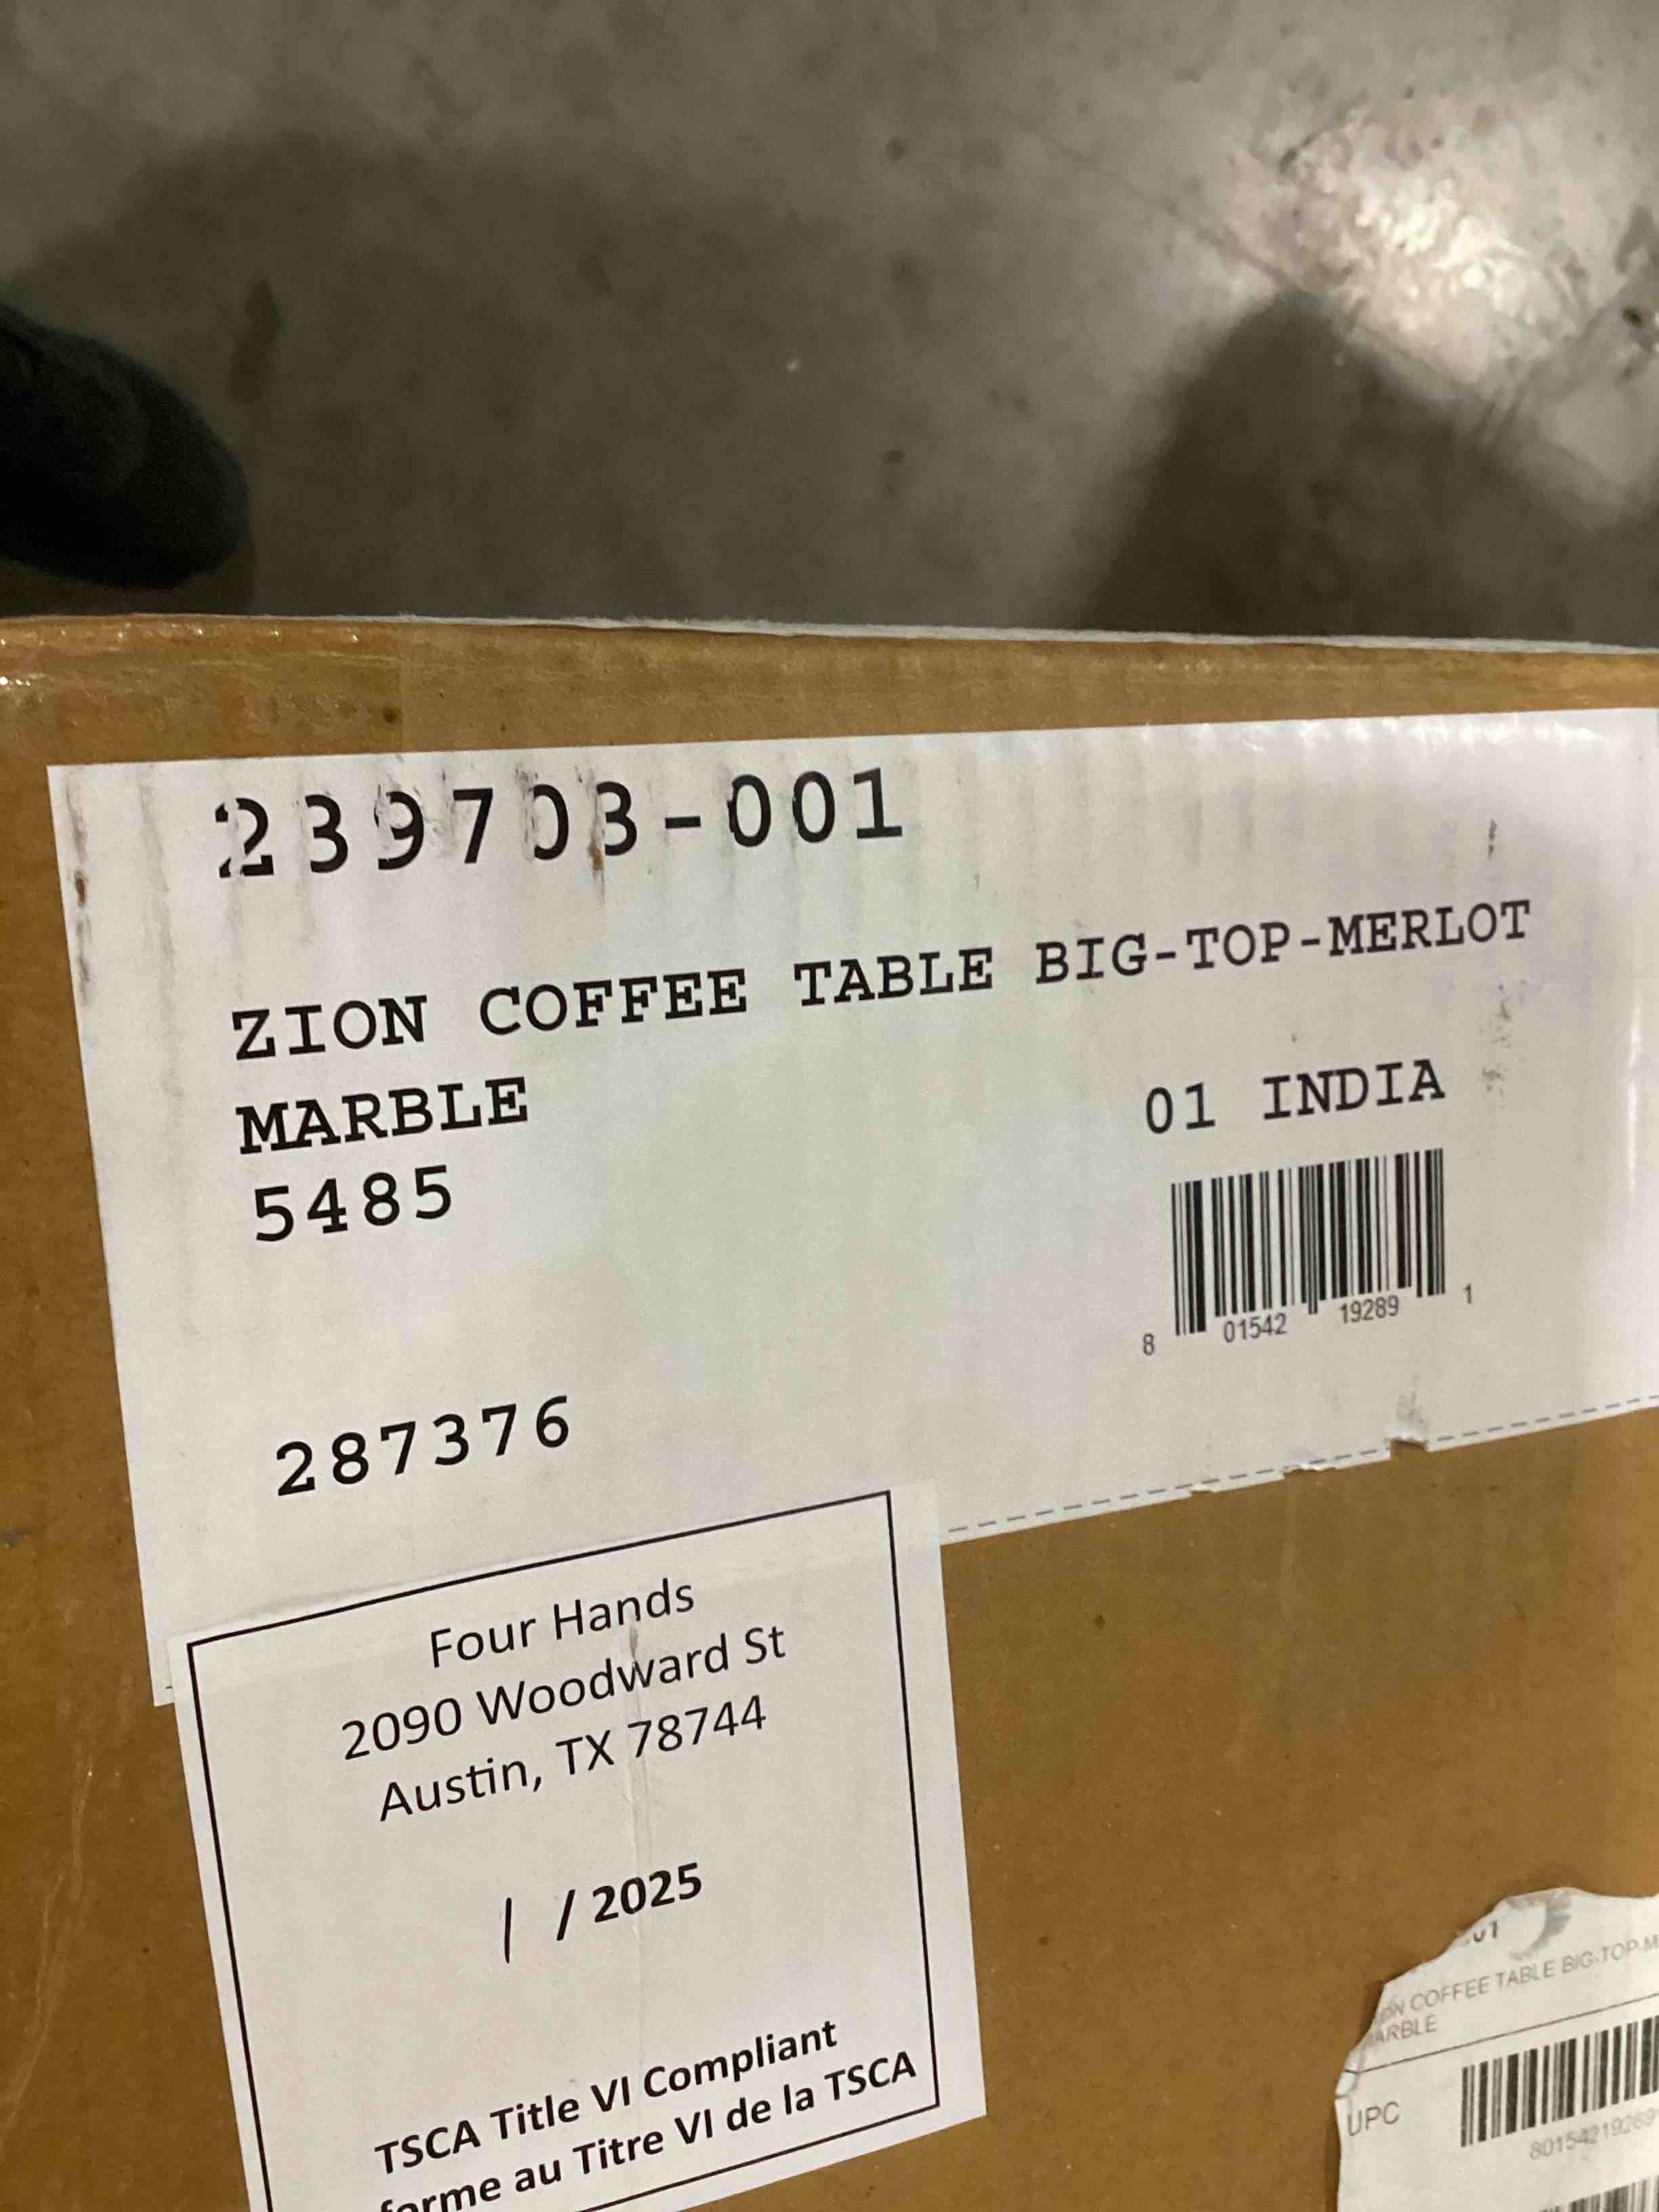 239703-001
ZION COFFEE TABLE BIG-TOP-MERLOT
MARBLE
5485
01 INDIA
8 01542 19289 1
287376
Four Hands
2090 Woodward St
Austin, TX 78744
/ / 2025
TSCA Title VI Compliant
forme au Titre VI de la TSCA
COFFEE TABLE BIG-TOP-M
ARBLE
UPC